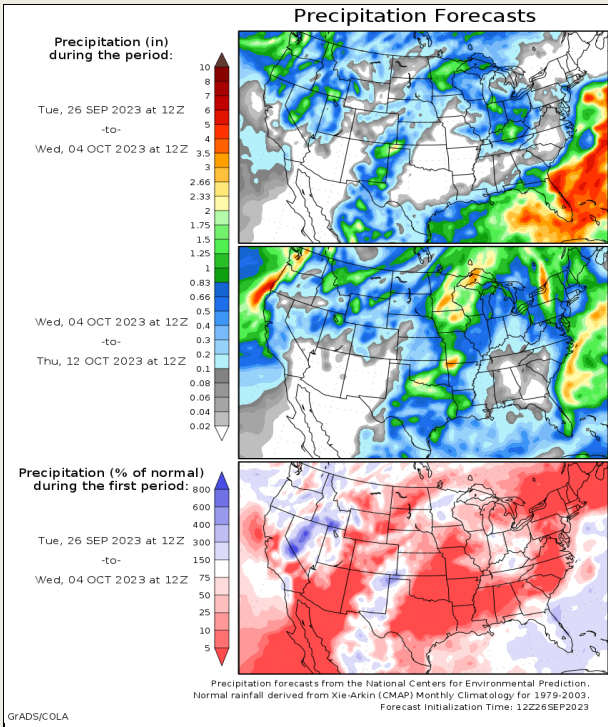 Precipitation Forecasts
Precipitation (in)
during the period:
Tue, 26 SEP 2023 at 12Z
-to-
Wed, 04 OCT 2023 at 12Z
10
8
7
6
5
4
3.5
3
2.66
2.33
2
1.75
1.5
1.25
1
0.83
0.66
0.5
0.4
0.3
0.2
0.1
0.08
0.06
0.04
0.02
Wed, 04 OCT 2023 at 12Z
-to-
Thu, 12 OCT 2023 at 12Z
Precipitation (% of normal)
during the first period:
Tue, 26 SEP 2023 at 12Z
-to-
Wed, 04 OCT 2023 at 12Z
800
600
400
300
150
75
50
25
10
5
Precipitation forecasts from the National Centers for Environmental Prediction.
Normal rainfall derived from Xie-Arkin (CMAP) Monthly Climatology for 1979-2003.
Forecast Initialization Time: 12Z26SEP2023
GrADS/COLA